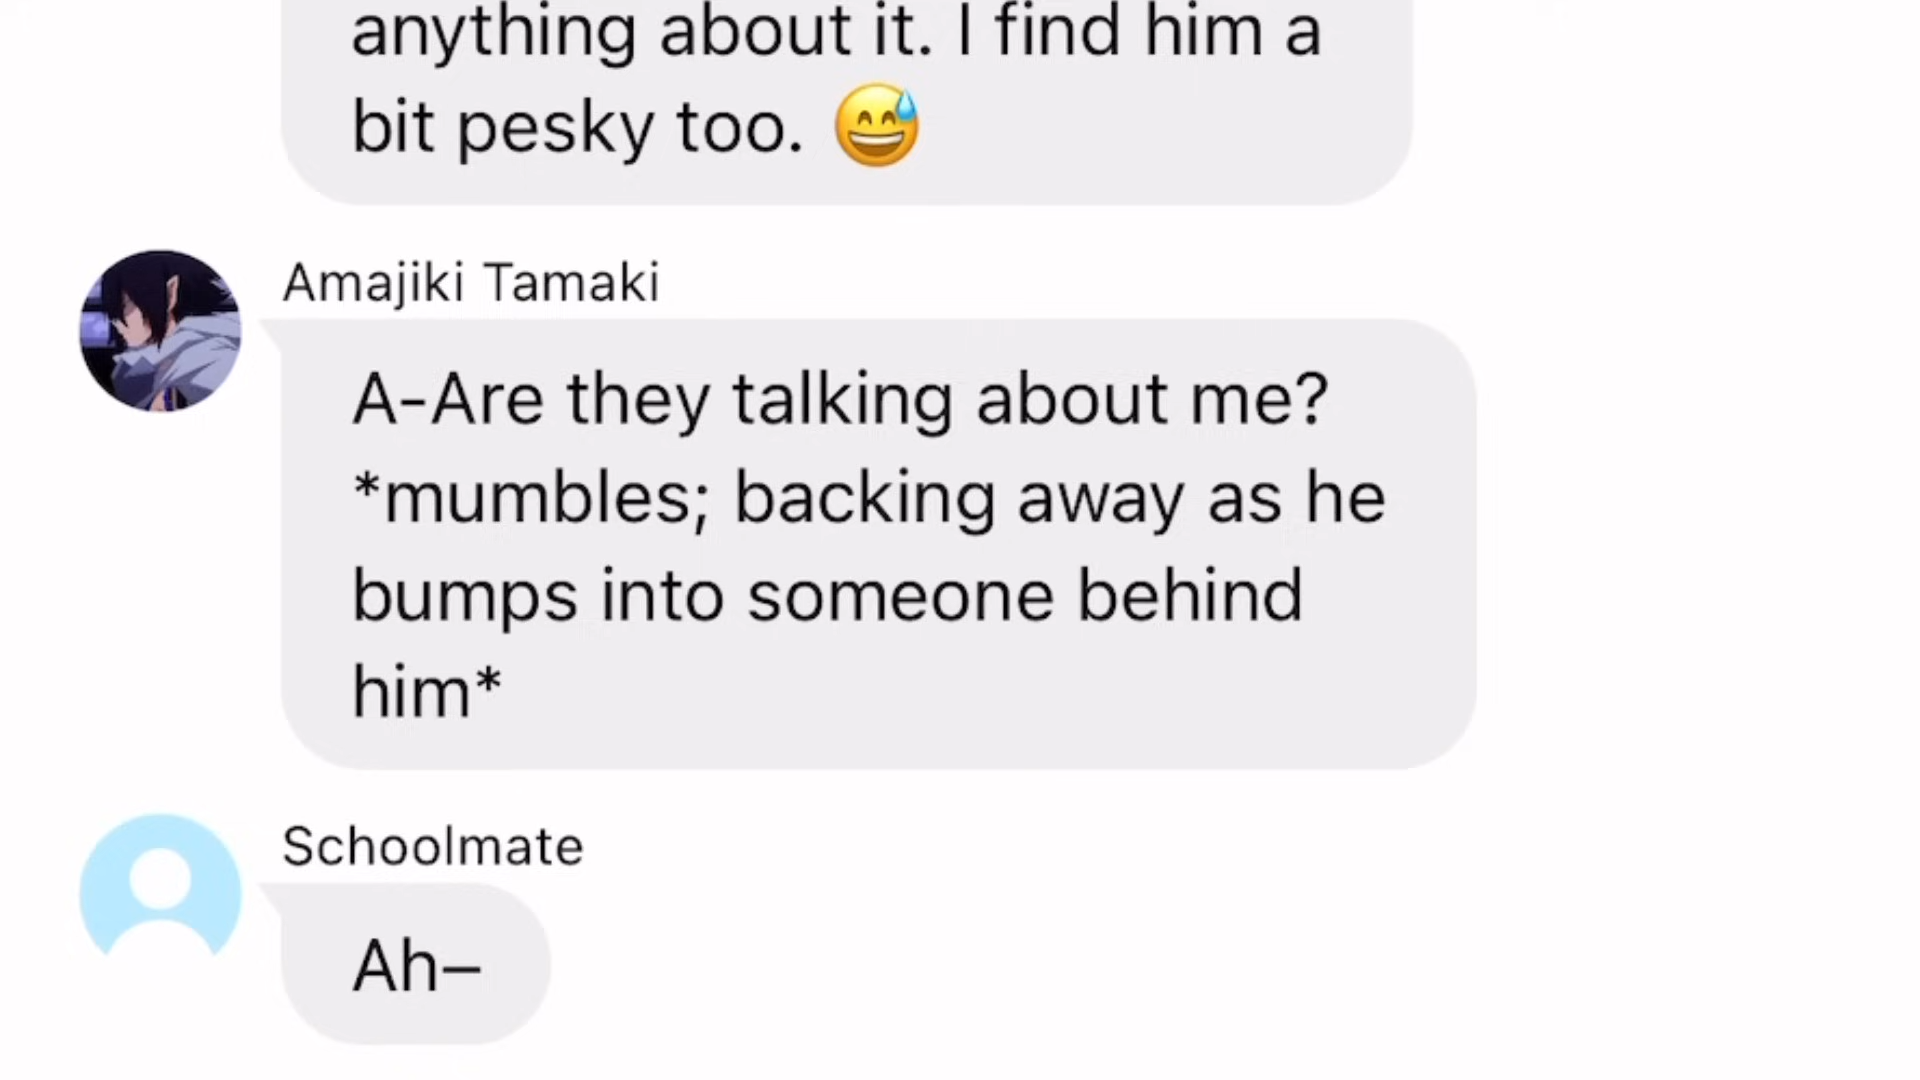 anything about it. I find him a
bit pesky too. 😅
Amajiki Tamaki
A-Are they talking about me?
*mumbles; backing away as he
bumps into someone behind
him*
Schoolmate
Ah–